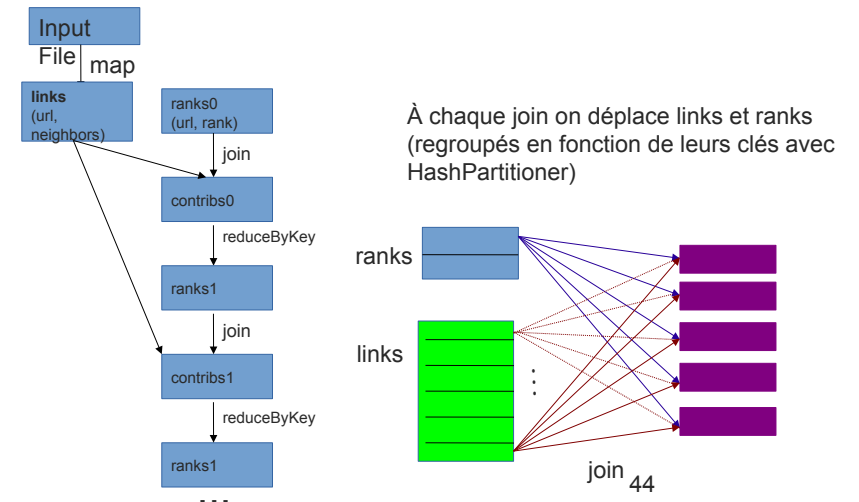 Input
File
map
links
(url,
neighbors)
ranks0
(url, rank)
join
contribs0
reduceByKey
ranks1
join
contribs1
reduceByKey
ranks1
...
À chaque join on déplace links et ranks
(regroupés en fonction de leurs clés avec
HashPartitioner)
ranks
links
...
join
44